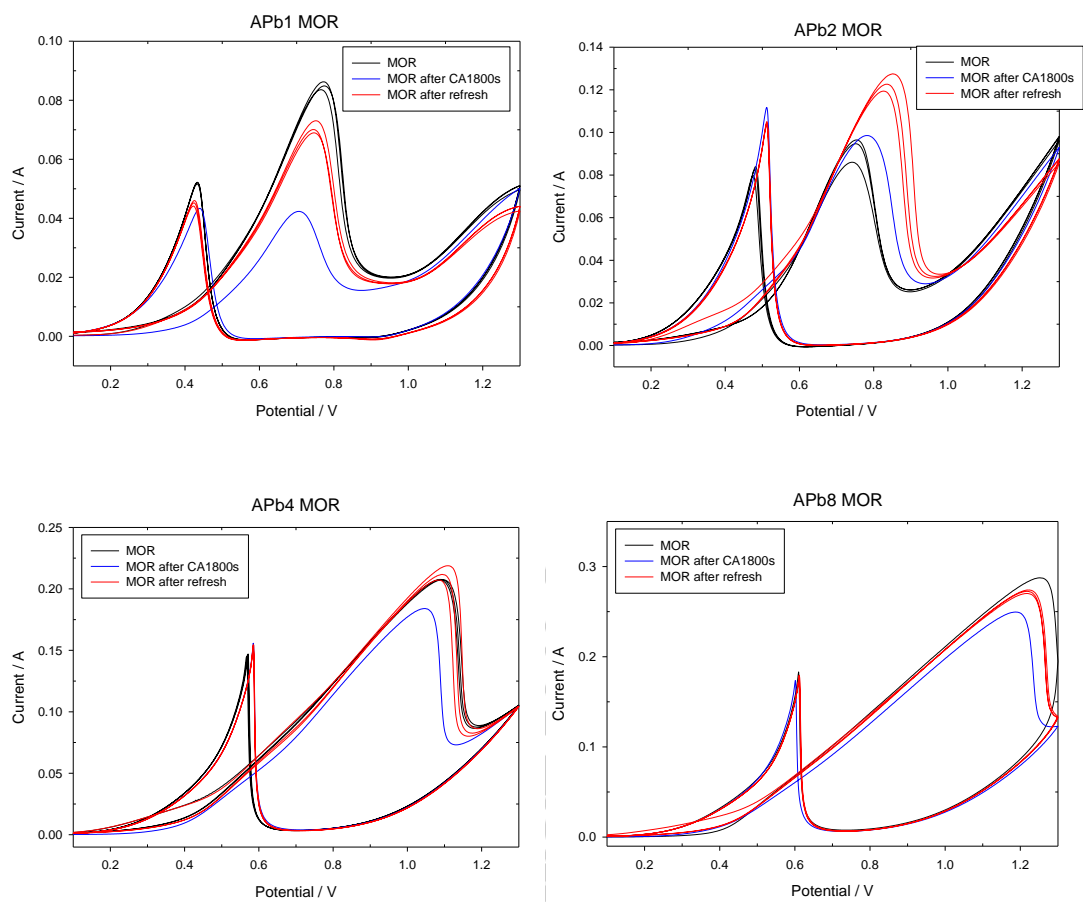 APb1 MOR
0.10
0.08
0.06
0.04
0.02
0.00
Current / A
MOR
MOR after CA1800s
MOR after refresh
0.2 0.4 0.6 0.8 1.0 1.2
Potential / V
APb2 MOR
0.14
0.12
0.10
0.08
0.06
0.04
0.02
0.00
Current / A
MOR
MOR after CA1800s
MOR after refresh
0.2 0.4 0.6 0.8 1.0 1.2
Potential / V
APb4 MOR
0.25
0.20
0.15
0.10
0.05
0.00
Current / A
MOR
MOR after CA1800s
MOR after refresh
0.2 0.4 0.6 0.8 1.0 1.2
Potential / V
APb8 MOR
0.3
0.2
0.1
0.0
Current / A
MOR
MOR after CA1800s
MOR after refresh
0.2 0.4 0.6 0.8 1.0 1.2
Potential / V